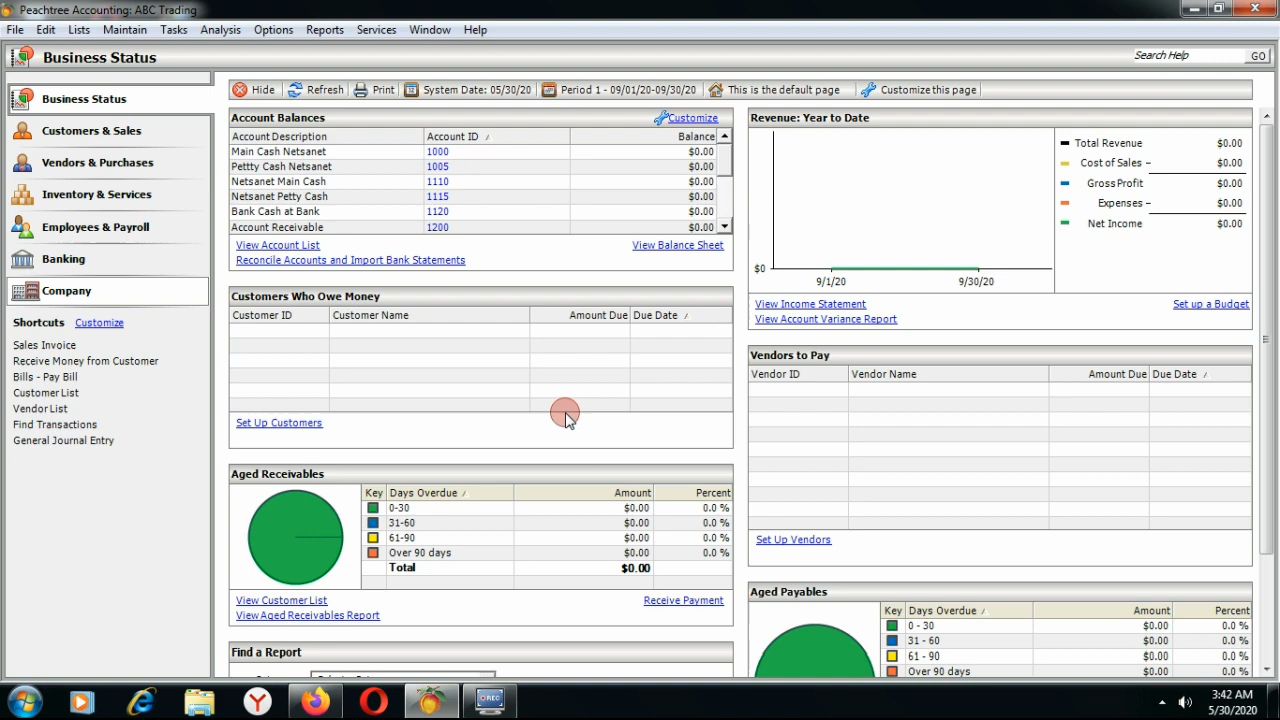 Peachtree Accounting: ABC Trading
File Edit Lists Maintain Tasks Analysis Options Reports Services Window Help
Business Status
Search Help GO
Business Status
Customers & Sales
Vendors & Purchases
Inventory & Services
Employees & Payroll
Banking
Company
Shortcuts Customize
Sales Invoice
Receive Money from Customer
Bills - Pay Bill
Customer List
Vendor List
Find Transactions
General Journal Entry
Hide Refresh Print System Date: 05/30/20 Period 1 - 09/01/20-09/30/20 This is the default page Customize this page
Account Balances Customize
Account Description Account ID Balance
Main Cash Netsanet 1000 $0.00
Pettty Cash Netsanet 1005 $0.00
Netsanet Main Cash 1110 $0.00
Netsanet Petty Cash 1115 $0.00
Bank Cash at Bank 1120 $0.00
Account Receivable 1200 $0.00
View Account List View Balance Sheet
Reconcile Accounts and Import Bank Statements
Customers Who Owe Money
Customer ID Customer Name Amount Due Due Date
Set Up Customers
Aged Receivables
Key Days Overdue Amount Percent
0-30 $0.00 0.0 %
31-60 $0.00 0.0 %
61-90 $0.00 0.0 %
Over 90 days $0.00 0.0 %
Total $0.00
View Customer List Receive Payment
View Aged Receivables Report
Find a Report
Revenue: Year to Date
Total Revenue $0.00
Cost of Sales - $0.00
Gross Profit $0.00
Expenses - $0.00
Net Income $0.00
$0
9/1/20 9/30/20
View Income Statement Set up a Budget
View Account Variance Report
Vendors to Pay
Vendor ID Vendor Name Amount Due Due Date
Set Up Vendors
Aged Payables
Key Days Overdue Amount Percent
0 - 30 $0.00 0.0 %
31 - 60 $0.00 0.0 %
61 - 90 $0.00 0.0 %
Over 90 days $0.00 0.0 %
REC
3:42 AM
5/30/2020